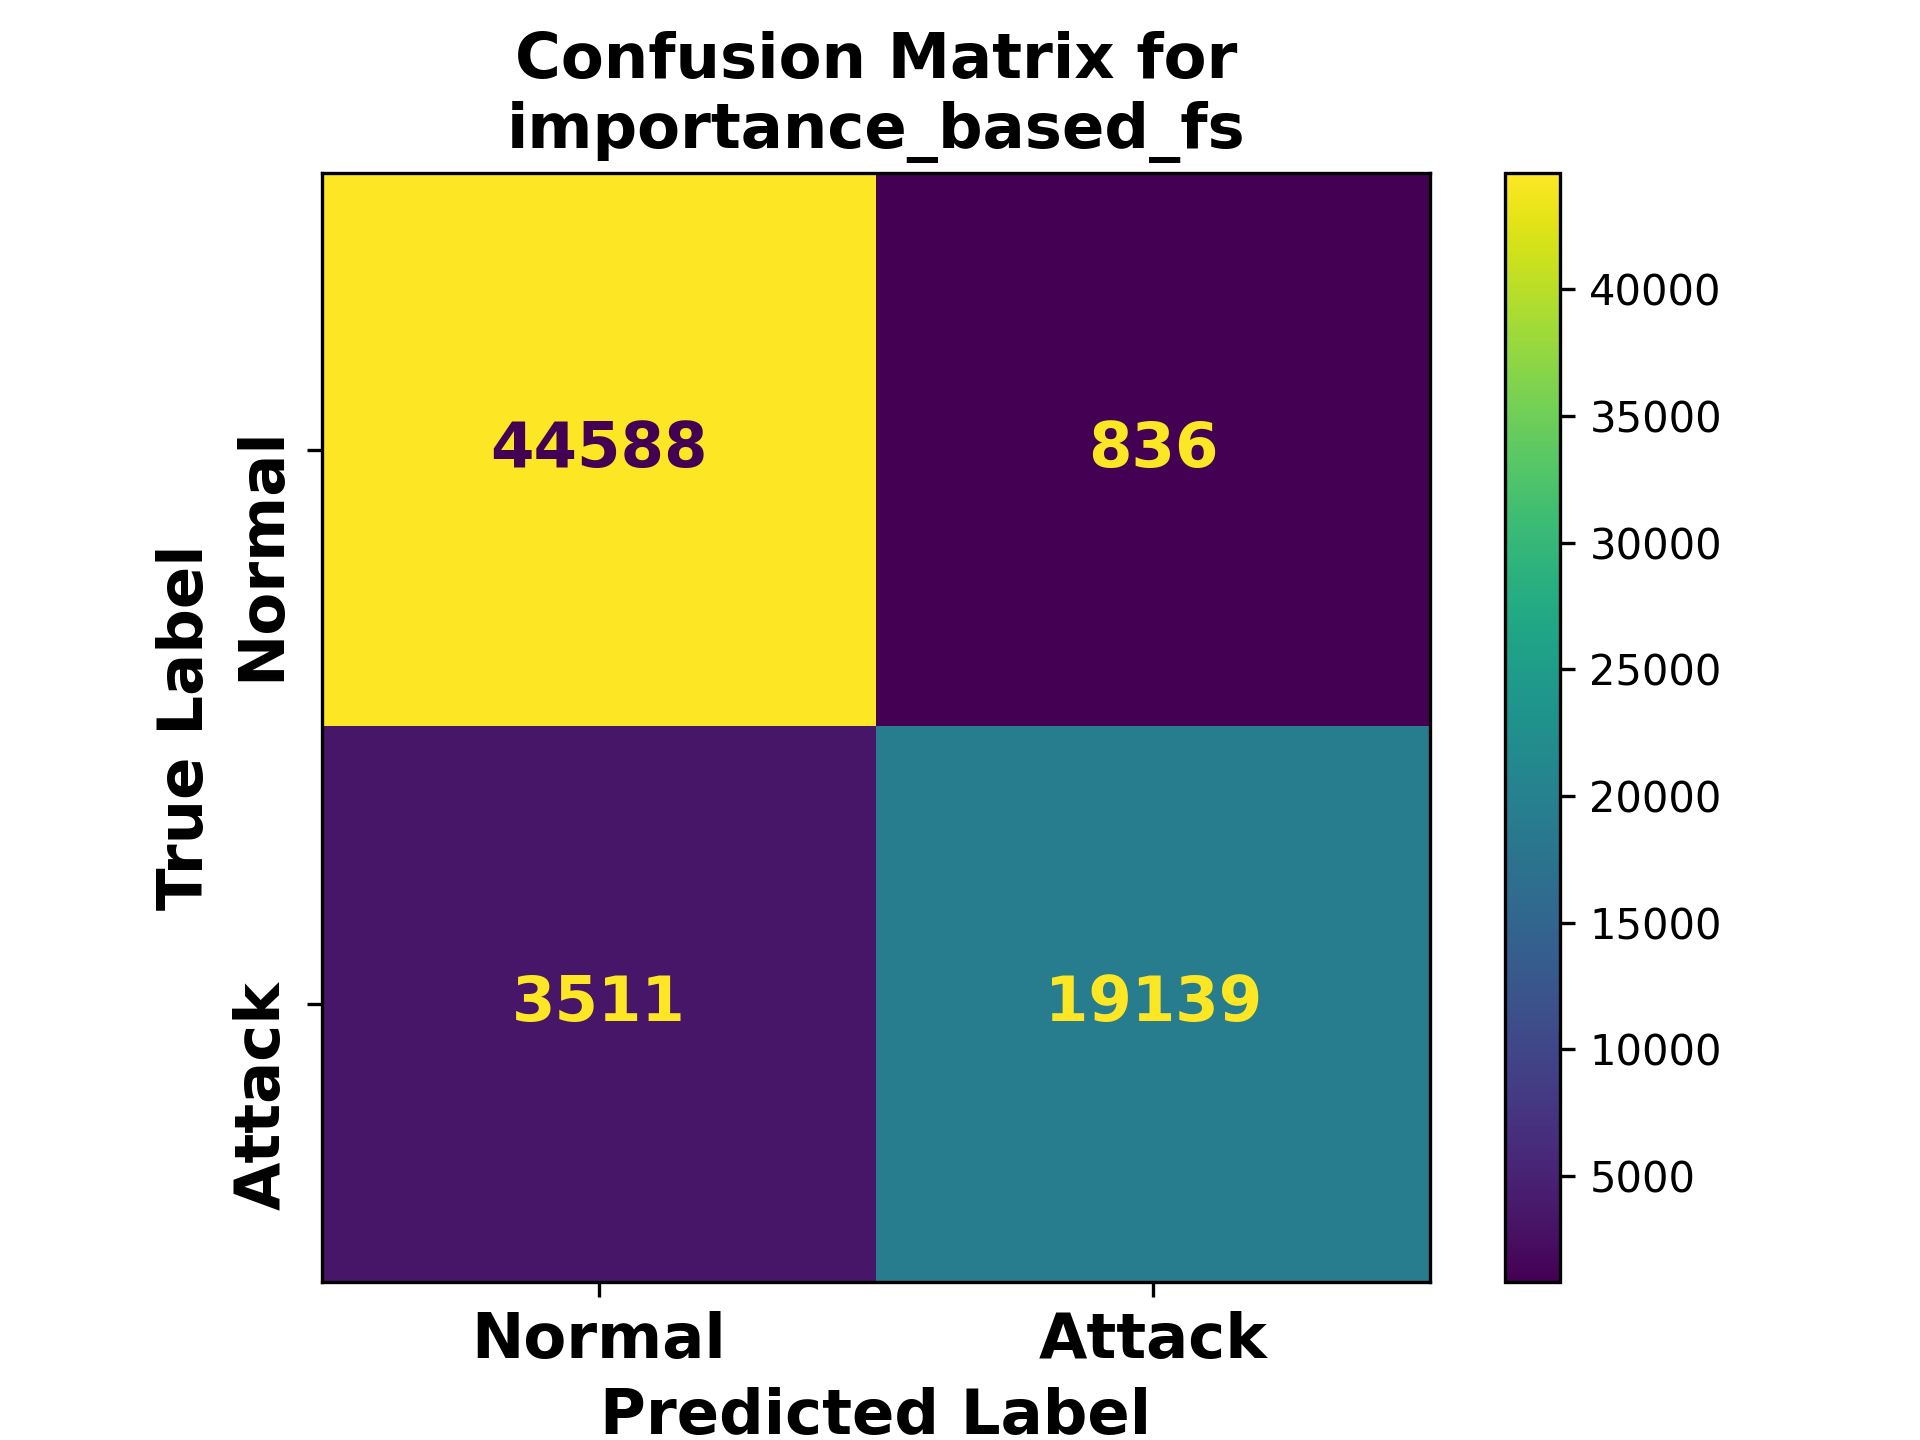 Confusion Matrix for
importance_based_fs
True Label
Normal
Attack
44588
836
3511
19139
Normal
Attack
Predicted Label
40000
35000
30000
25000
20000
15000
10000
5000